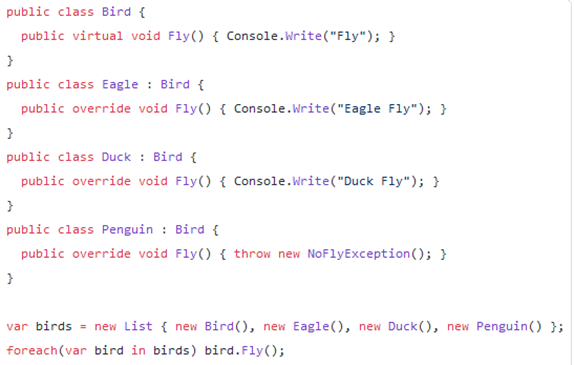 public class Bird {
  public virtual void Fly() { Console.Write("Fly"); }
}
public class Eagle : Bird {
  public override void Fly() { Console.Write("Eagle Fly"); }
}
public class Duck : Bird {
  public override void Fly() { Console.Write("Duck Fly"); }
}
public class Penguin : Bird {
  public override void Fly() { throw new NoFlyException(); }
}

var birds = new List { new Bird(), new Eagle(), new Duck(), new Penguin() };
foreach(var bird in birds) bird.Fly();